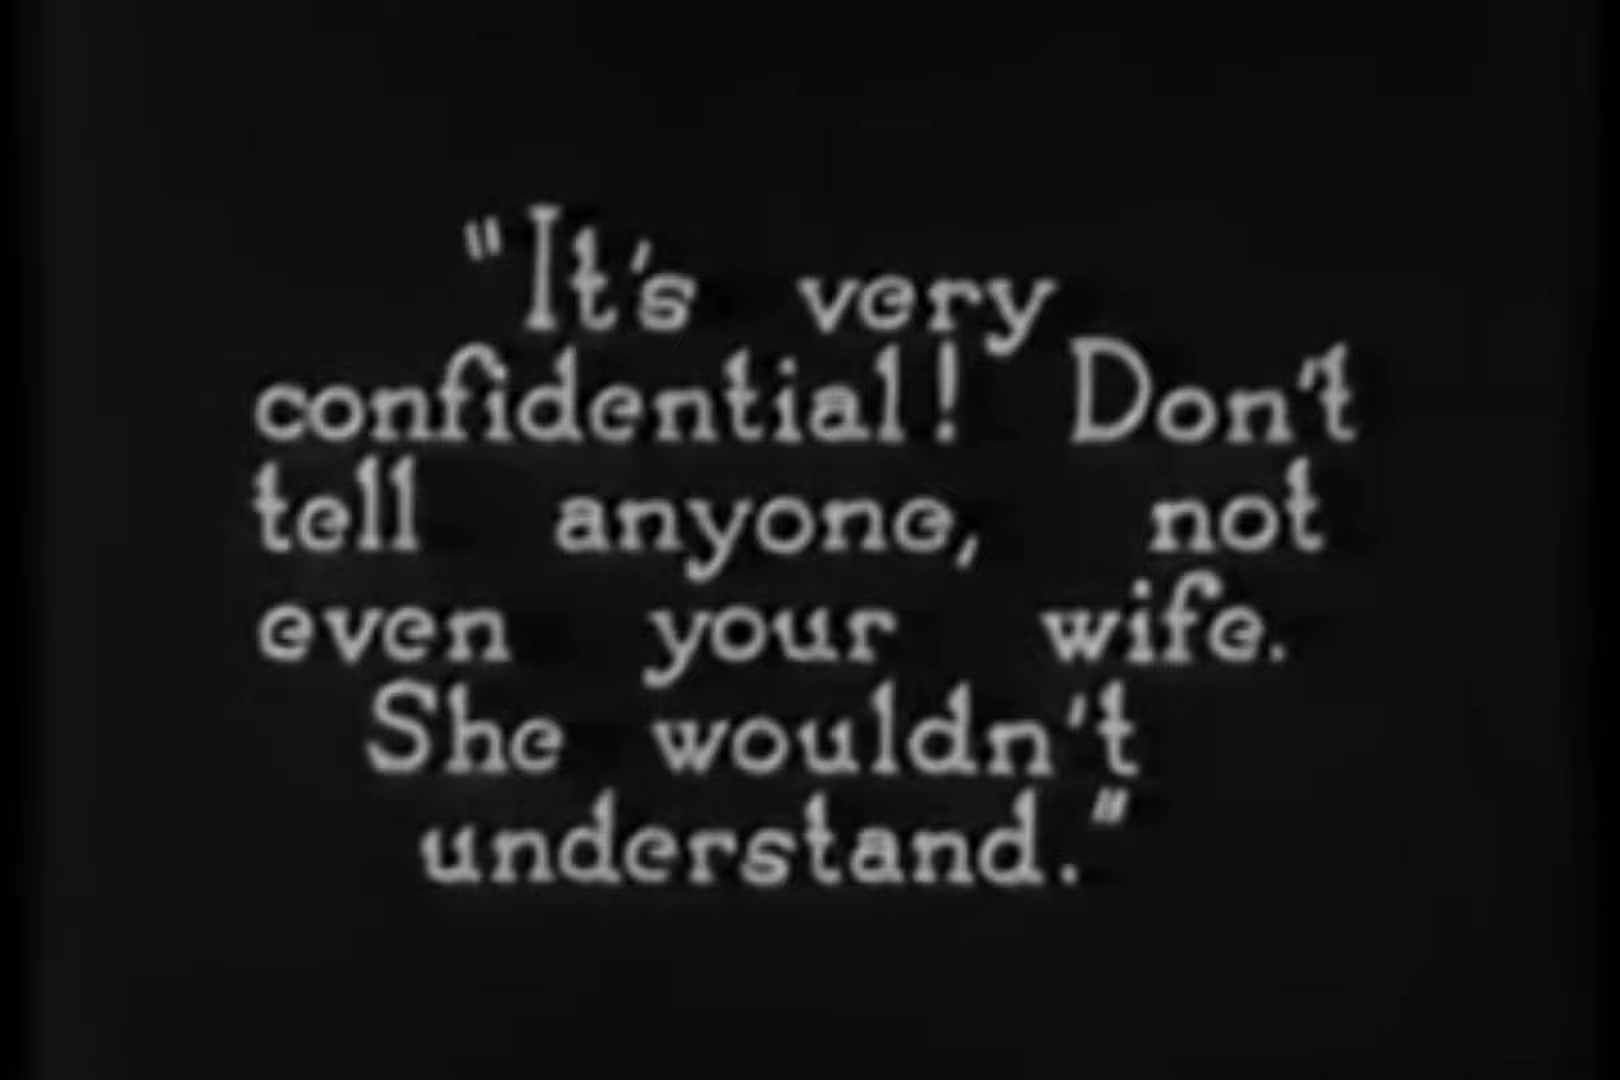 "It's very
confidential! Don't
tell anyone, not
even your wife.
She wouldn't
understand."